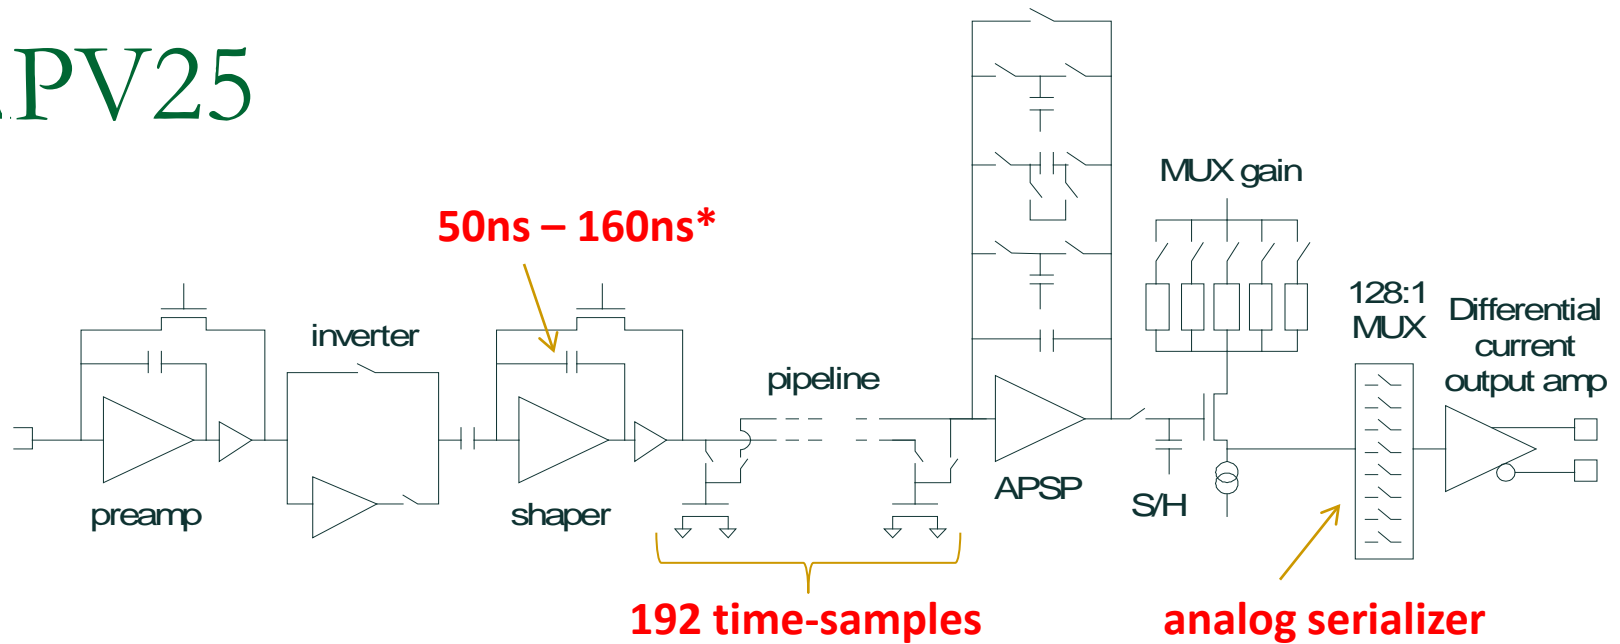 APV25
MUX gain
50ns – 160ns*
128:1
MUX
Differential
current
output amp
inverter
pipeline
preamp
shaper
APSP
S/H
192 time-samples
analog serializer